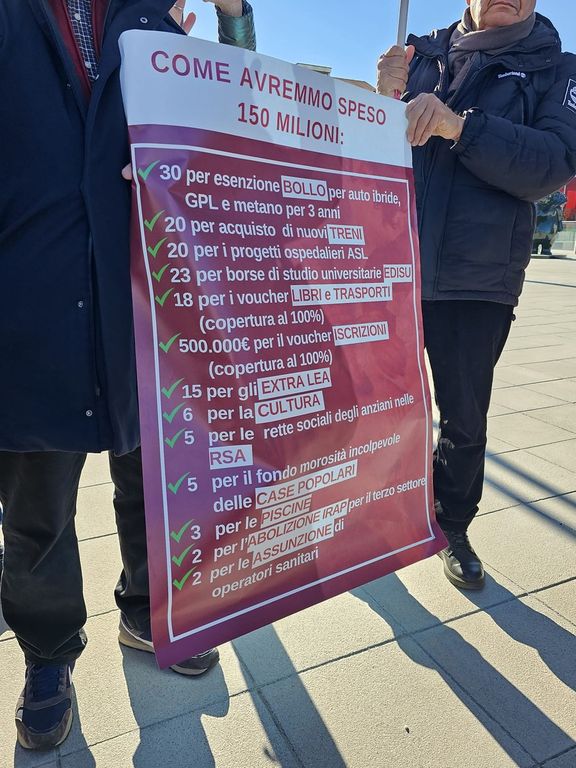 COME AVREMMO SPESO
150 MILIONI:
30 per esenzione BOLLO per auto ibride,
GPL e metano per 3 anni
20 per acquisto di nuovi TRENI
20 per i progetti ospedalieri ASL
23 per borse di studio universitarie EDISU
18 per i voucher LIBRI e TRASPORTI
(copertura al 100%)
500.000€ per il voucher ISCRIZIONI
(copertura al 100%)
15 per gli EXTRA LEA
6 per la CULTURA
5 per le rette sociali degli anziani nelle
RSA
5 per il fondo morosità incolpevole
delle CASE POPOLARI
3 per le PISCINE
2 per l'ABOLIZIONE IRAP per il terzo settore
2 per le ASSUNZIONE di
operatori sanitari
Timberland